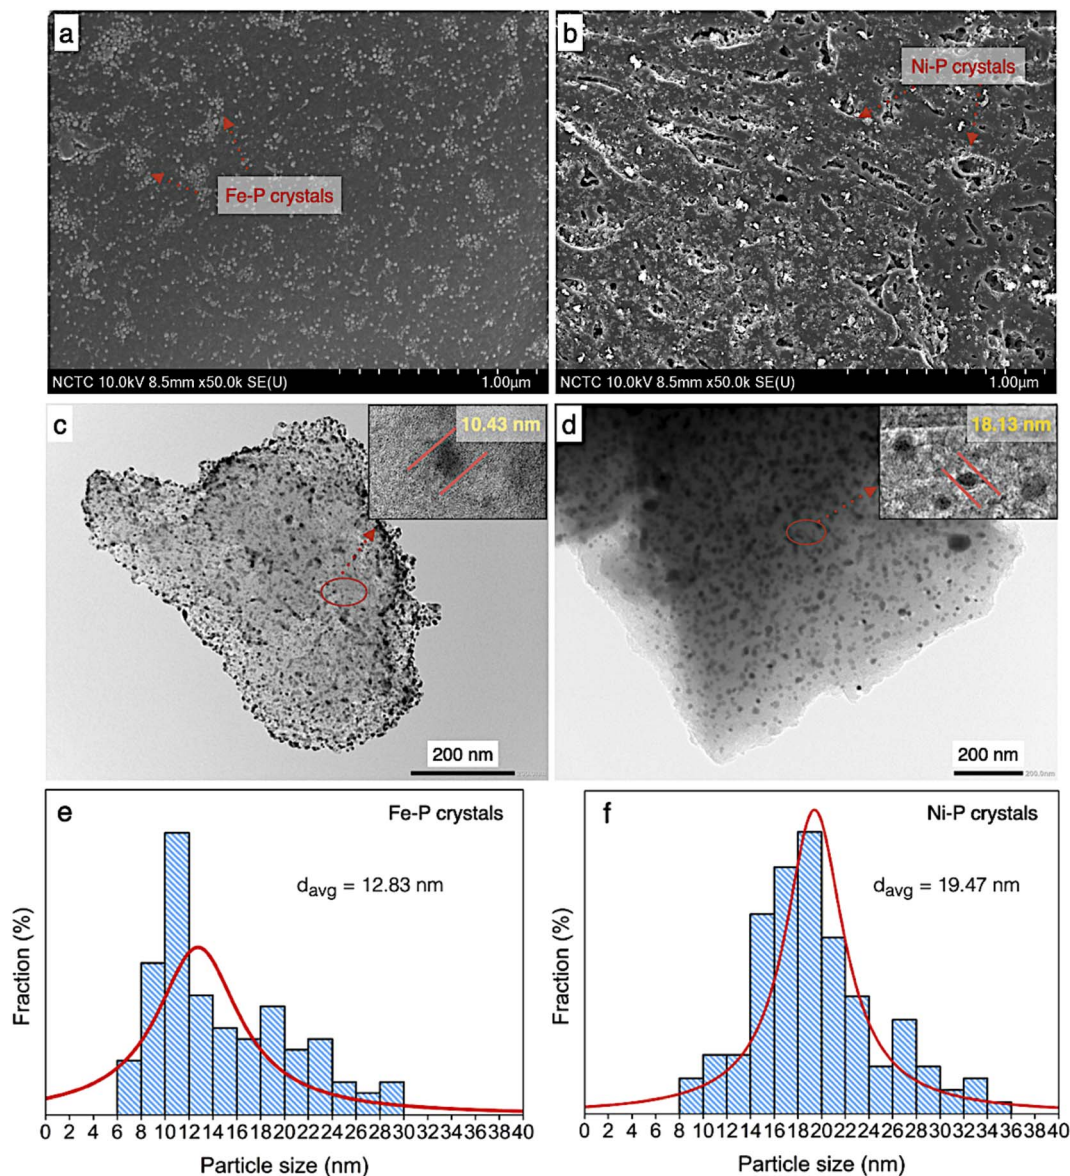 a
Fe-P crystals
NCTC 10.0kV 8.5mm x50.0k SE(U)
1.00μm
b
Ni-P crystals
NCTC 10.0kV 8.5mm x50.0k SE(U)
1.00μm
c
10.43 nm
200 nm
d
18.13 nm
200 nm
200.0nm
e
Fe-P crystals
davg = 12.83 nm
Fraction (%)
0 2 4 6 8 10 12 14 16 18 20 22 24 26 28 30 32 34 36 38 40
Particle size (nm)
f
Ni-P crystals
davg = 19.47 nm
Fraction (%)
0 2 4 6 8 10 12 14 16 18 20 22 24 26 28 30 32 34 36 38 40
Particle size (nm)